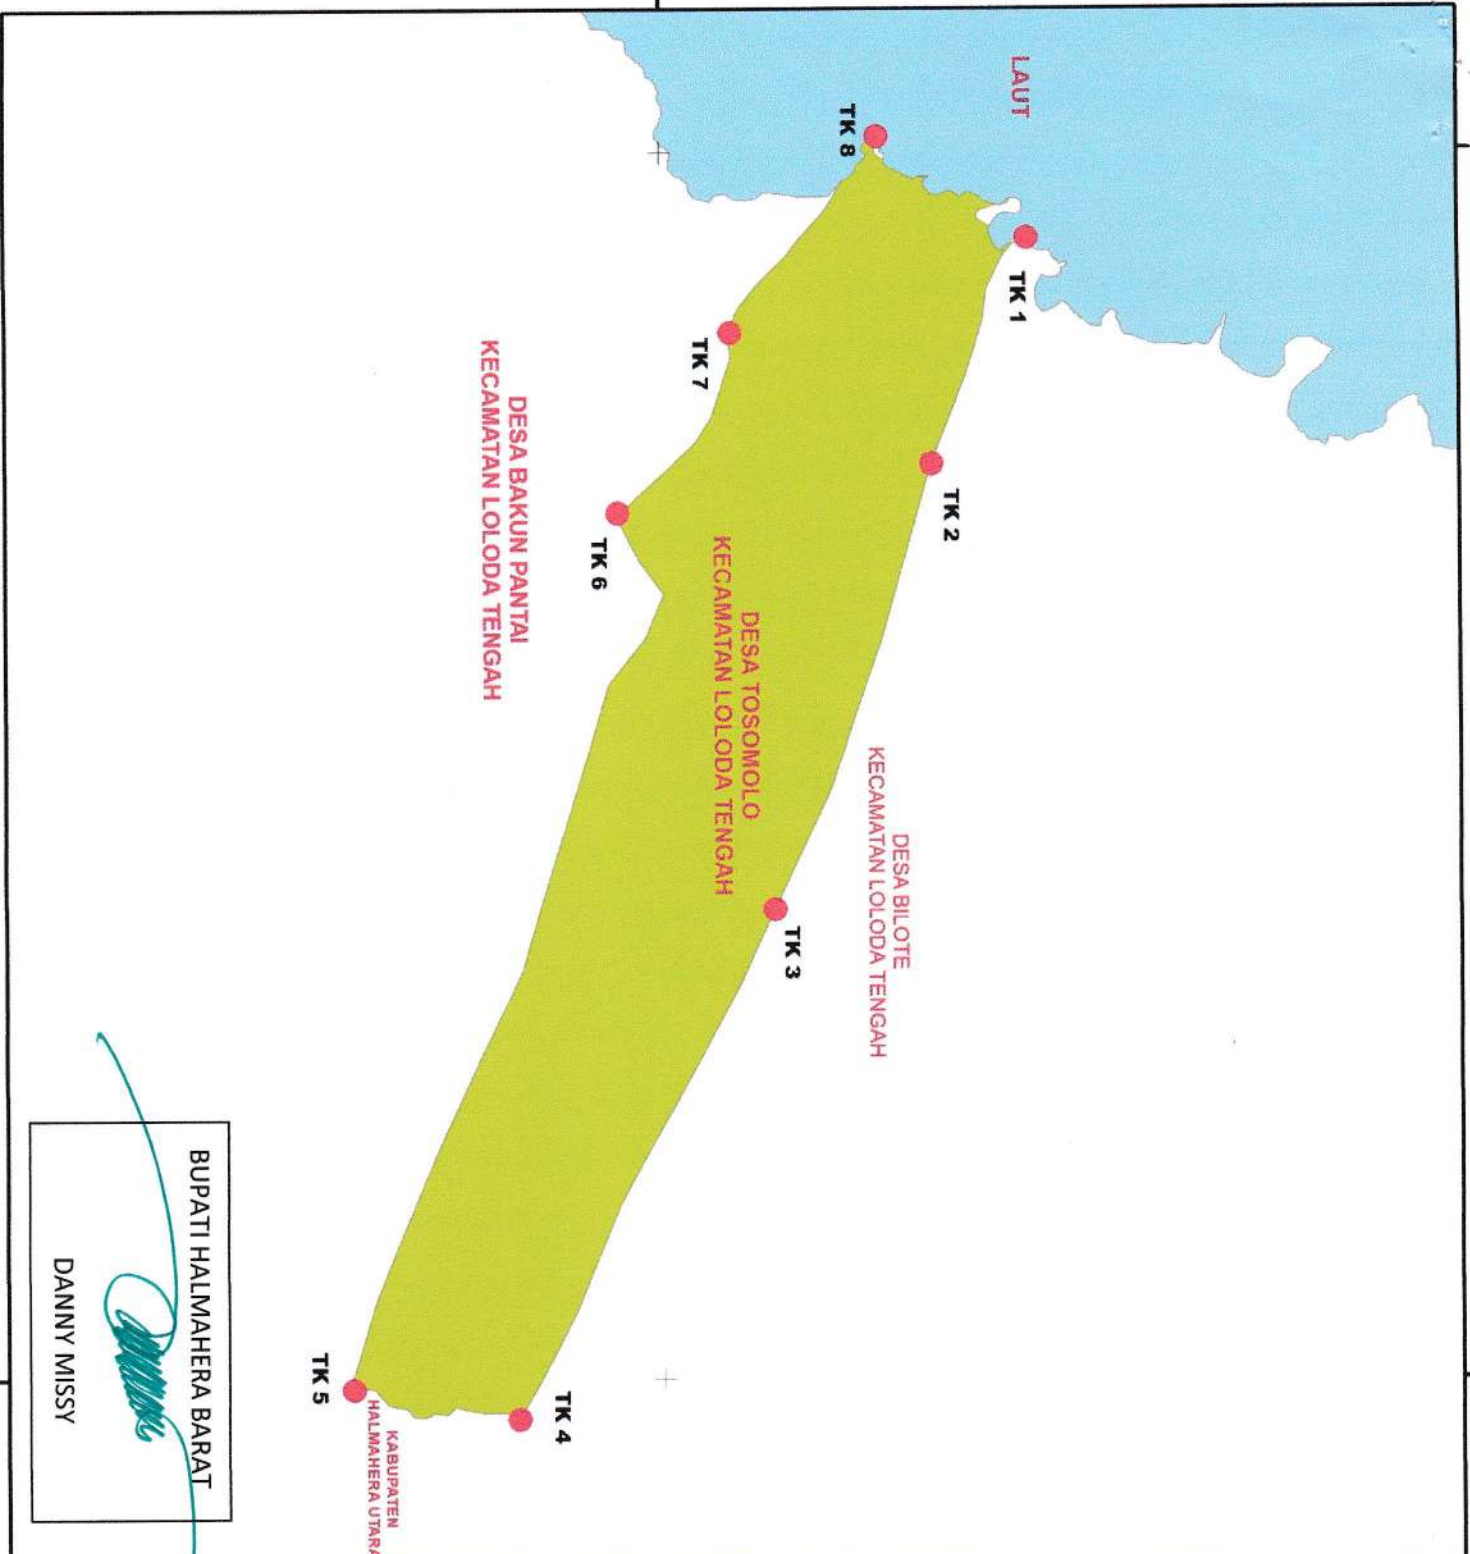 LAUT
TK 8
TK 1
TK 7
TK 2
TK 6
TK 3
DESA BAKUN PANTAI
KECAMATAN LOLODA TENGAH
DESA TOSOMOLO
KECAMATAN LOLODA TENGAH
DESA BILOTE
KECAMATAN LOLODA TENGAH
TK 5
TK 4
KABUPATEN
HALMAHERA UTARA
BUPATI HALMAHERA BARAT
DANNY MISSY